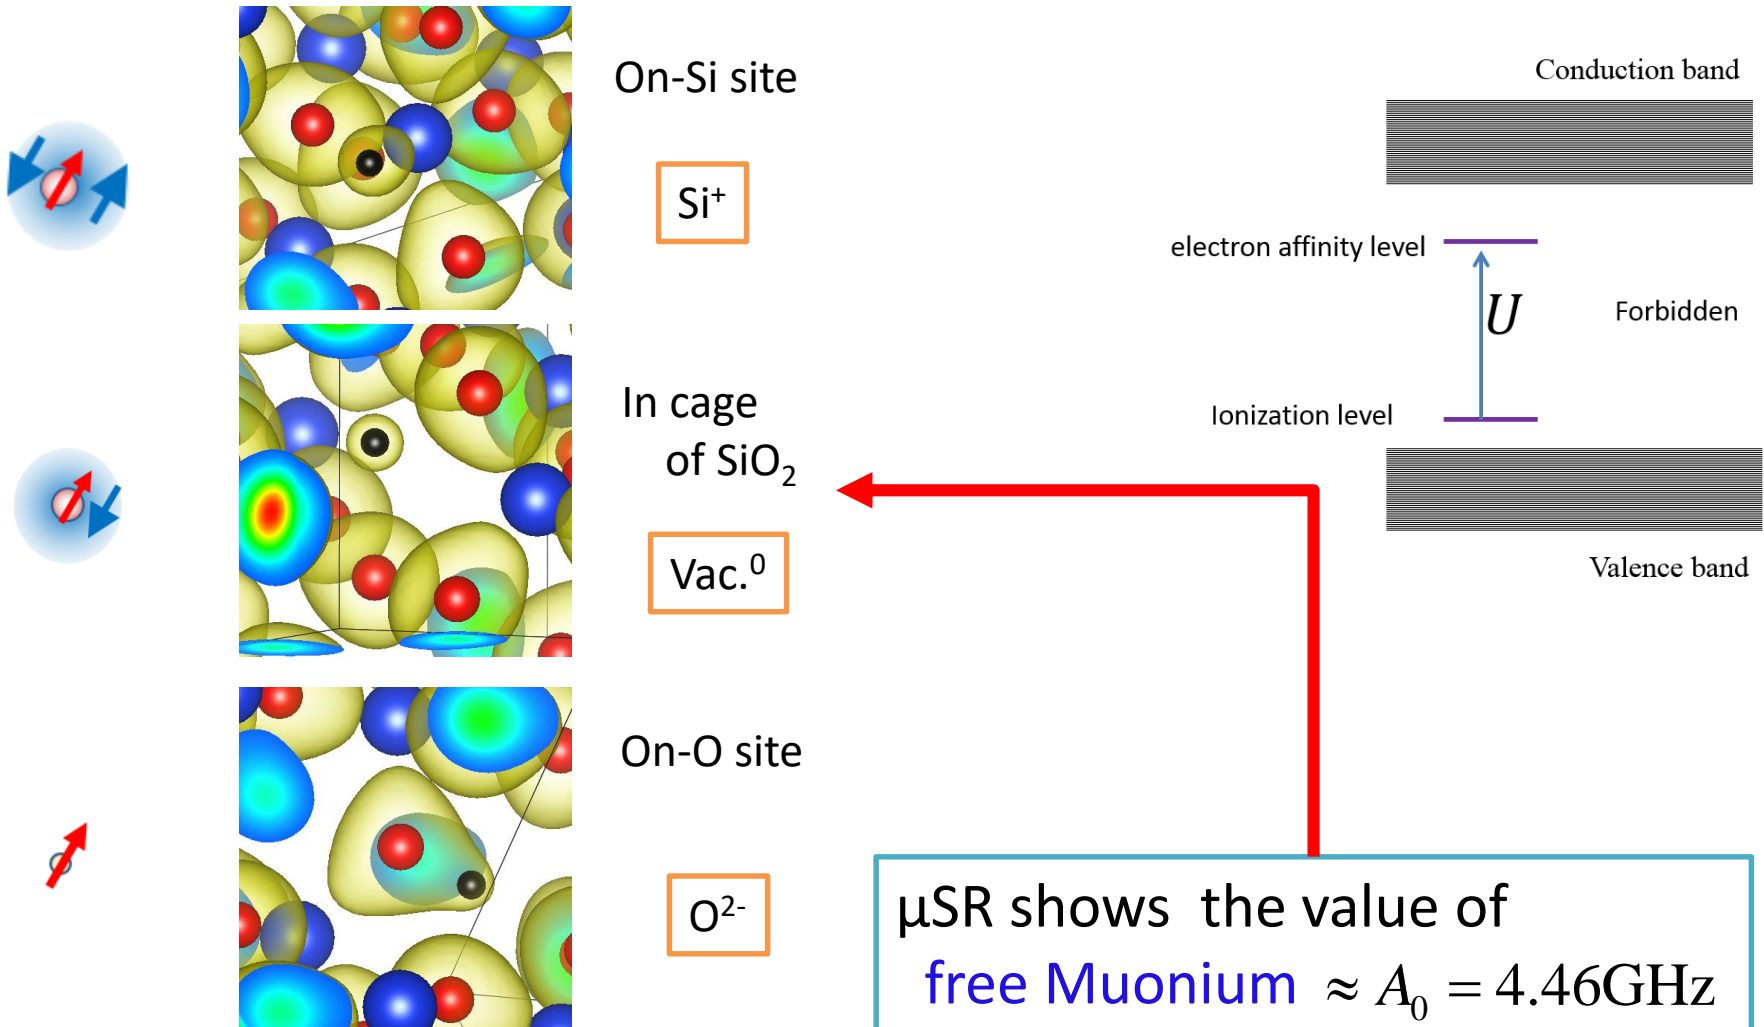 On-Si site
Si⁺
In cage
of SiO₂
Vac.⁰
On-O site
O²⁻
Conduction band
electron affinity level
U
Forbidden
Ionization level
Valence band
μSR shows the value of
free Muonium ≈ A₀ = 4.46GHz